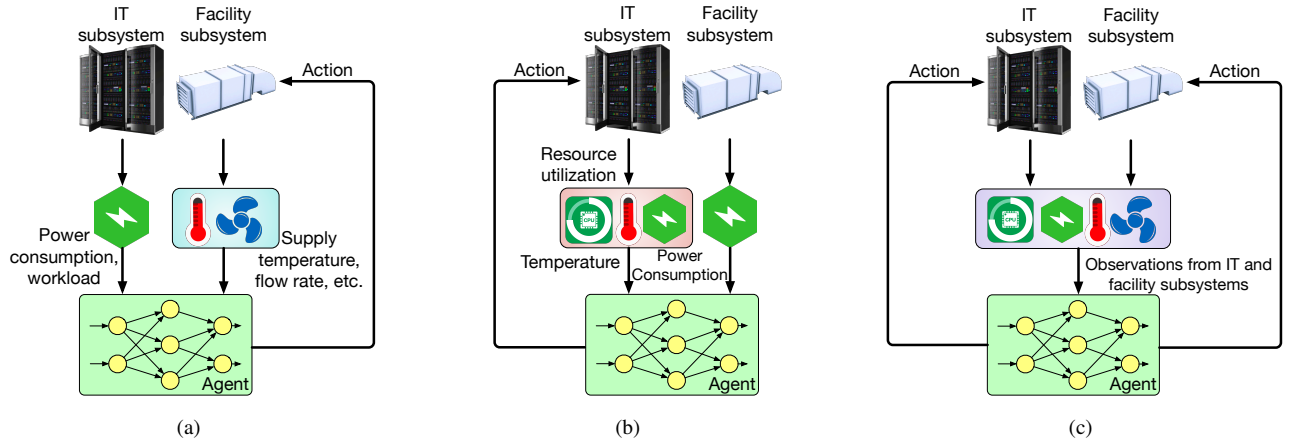 IT
subsystem
Facility
subsystem
Action
Power
consumption,
workload
Supply
temperature,
flow rate, etc.
Agent
(a)
IT
subsystem
Facility
subsystem
Action
Resource
utilization
CPU
Temperature
Power
Consumption
Agent
(b)
IT
subsystem
Facility
subsystem
Action
Action
CPU
Observations from IT and
facility subsystems
Agent
(c)